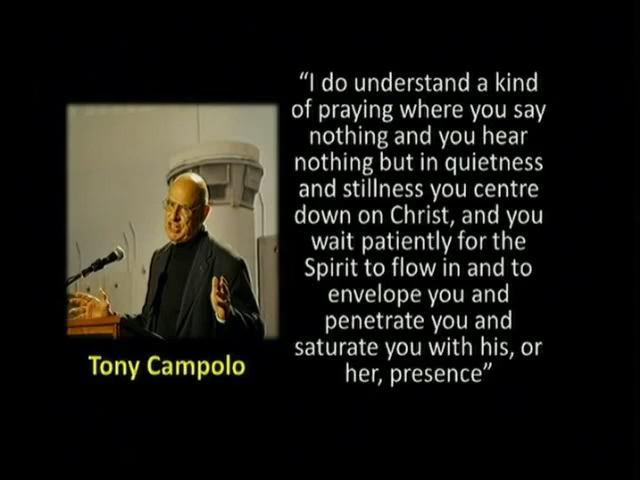 “I do understand a kind
of praying where you say
nothing and you hear
nothing but in quietness
and stillness you centre
down on Christ, and you
wait patiently for the
Spirit to flow in and to
envelope you and
penetrate you and
saturate you with his, or
her, presence”
Tony Campolo